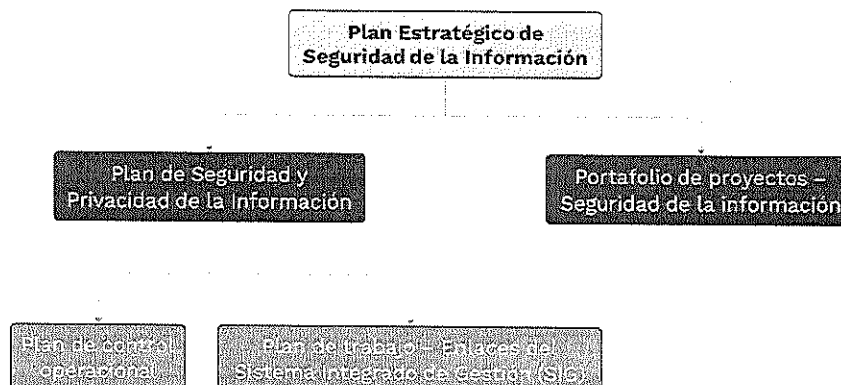 Plan Estratégico de
Seguridad de la Información
Plan de Seguridad y
Privacidad de la Información
Portafolio de proyectos –
Seguridad de la información
Plan de control
operacional
Plan de trabajo – Enlaces del
Sistema Integrado de Gestión (SIG)